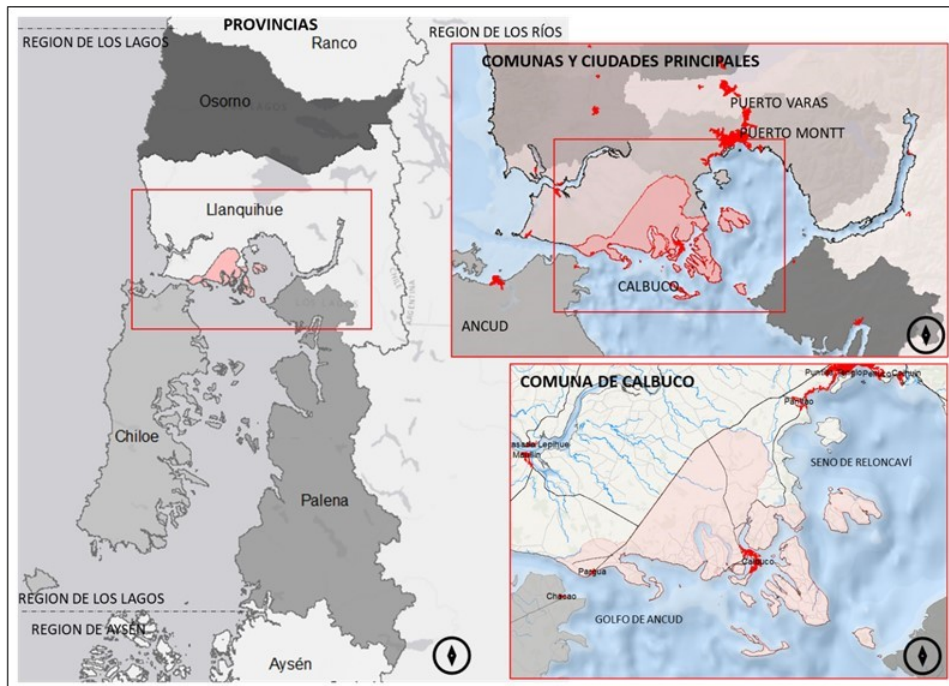 PROVINCIAS
REGION DE LOS LAGOS
Ranco
REGIÓN DE LOS RÍOS
Osorno
Llanquihue
ARGENTINA
Chiloe
Palena
REGION DE LOS LAGOS
REGION DE AYSÉN
Aysén
COMUNAS Y CIUDADES PRINCIPALES
PUERTO VARAS
PUERTO MONTT
CALBUCO
ANCUD
COMUNA DE CALBUCO
Pargua
Chacao
Calbuco
SENO DE RELONCAVÍ
GOLFO DE ANCUD